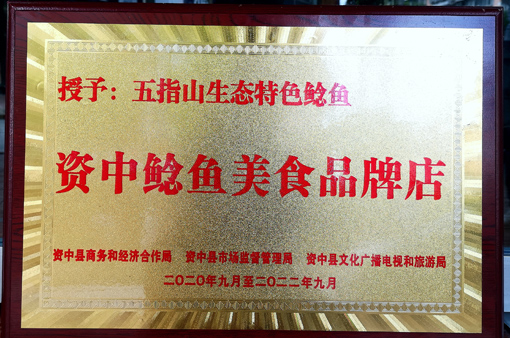 授予：五指山生态特色鲶鱼
资中鲶鱼美食品牌店
资中县商务和经济合作局 资中县市场监督管理局 资中县文化广播电视和旅游局
二〇二〇年九月至二〇二二年九月